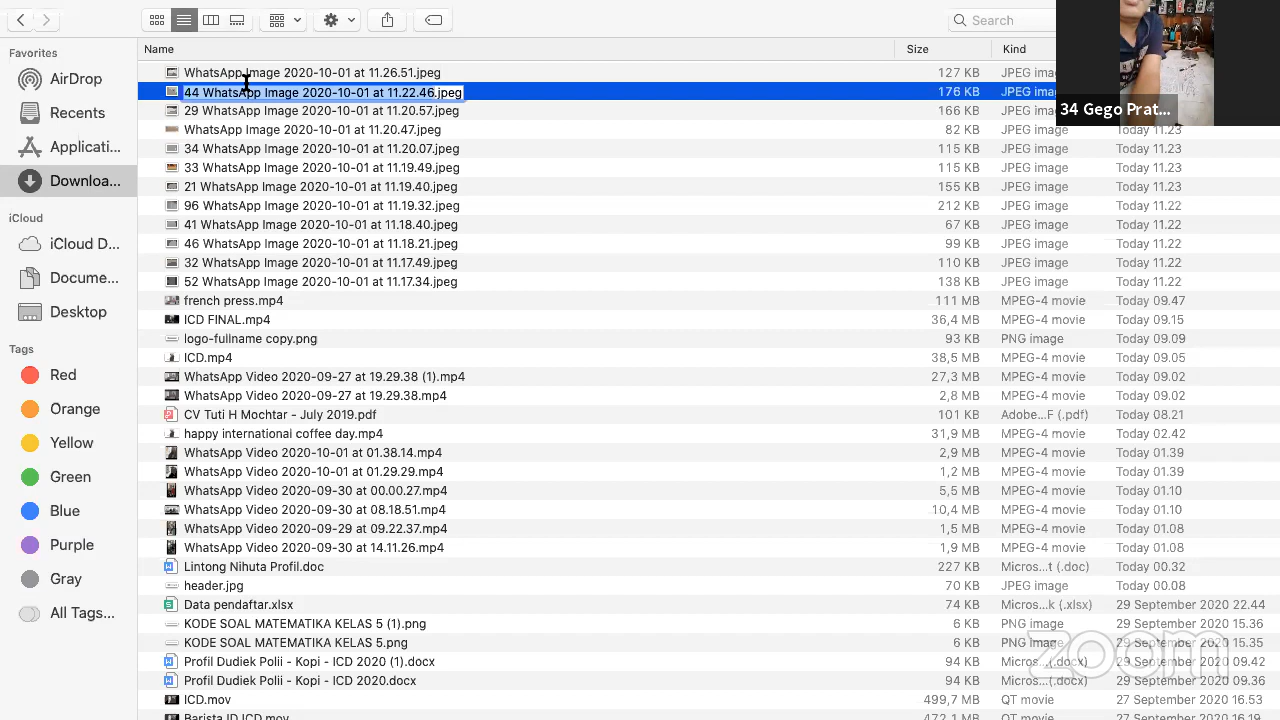 Search
Favorites
AirDrop
Recents
Applicati...
Downloa...
iCloud
iCloud D...
Docume...
Desktop
Tags
Red
Orange
Yellow
Green
Blue
Purple
Gray
All Tags...
Name Size Kind
WhatsApp Image 2020-10-01 at 11.26.51.jpeg 127 KB JPEG ima
44 WhatsApp Image 2020-10-01 176 KB JPEG ima
29 WhatsApp Image 2020-10-01 at 11.20.57.jpeg 166 KB JPEG ima
WhatsApp Image 2020-10-01 at 11.20.47.jpeg 82 KB JPEG image Today 11.23
34 WhatsApp Image 2020-10-01 at 11.20.07.jpeg 115 KB JPEG image Today 11.23
33 WhatsApp Image 2020-10-01 at 11.19.49.jpeg 115 KB JPEG image Today 11.23
21 WhatsApp Image 2020-10-01 at 11.19.40.jpeg 155 KB JPEG image Today 11.23
96 WhatsApp Image 2020-10-01 at 11.19.32.jpeg 212 KB JPEG image Today 11.22
41 WhatsApp Image 2020-10-01 at 11.18.40.jpeg 67 KB JPEG image Today 11.22
46 WhatsApp Image 2020-10-01 at 11.18.21.jpeg 99 KB JPEG image Today 11.22
32 WhatsApp Image 2020-10-01 at 11.17.49.jpeg 110 KB JPEG image Today 11.22
52 WhatsApp Image 2020-10-01 at 11.17.34.jpeg 138 KB JPEG image Today 11.22
french press.mp4 111 MB MPEG-4 movie Today 09.47
ICD FINAL.mp4 36,4 MB MPEG-4 movie Today 09.15
logo-fullname copy.png 93 KB PNG image Today 09.09
ICD.mp4 38,5 MB MPEG-4 movie Today 09.05
WhatsApp Video 2020-09-27 at 19.29.38 (1).mp4 27,3 MB MPEG-4 movie Today 09.02
WhatsApp Video 2020-09-27 at 19.29.38.mp4 2,8 MB MPEG-4 movie Today 09.02
CV Tuti H Mochtar - July 2019.pdf 101 KB Adobe...F (.pdf) Today 08.21
happy international coffee day.mp4 31,9 MB MPEG-4 movie Today 02.42
WhatsApp Video 2020-10-01 at 01.38.14.mp4 2,9 MB MPEG-4 movie Today 01.39
WhatsApp Video 2020-10-01 at 01.29.29.mp4 1,2 MB MPEG-4 movie Today 01.39
WhatsApp Video 2020-09-30 at 00.00.27.mp4 5,5 MB MPEG-4 movie Today 01.10
WhatsApp Video 2020-09-30 at 08.18.51.mp4 10,4 MB MPEG-4 movie Today 01.10
WhatsApp Video 2020-09-29 at 09.22.37.mp4 1,5 MB MPEG-4 movie Today 01.08
WhatsApp Video 2020-09-30 at 14.11.26.mp4 1,9 MB MPEG-4 movie Today 01.08
Lintong Nihuta Profil.doc 227 KB Micros...t (.doc) Today 00.32
header.jpg 70 KB JPEG image Today 00.08
Data pendaftar.xlsx 74 KB Micros...k (.xlsx) 29 September 2020 22.44
KODE SOAL MATEMATIKA KELAS 5 (1).png 6 KB PNG image 29 September 2020 15.36
KODE SOAL MATEMATIKA KELAS 5.png 6 KB PNG image 29 September 2020 15.35
Profil Dudiek Polii - Kopi - ICD 2020 (1).docx 94 KB Micros...(.docx) 29 September 2020 09.42
Profil Dudiek Polii - Kopi - ICD 2020.docx 94 KB Micros...(.docx) 29 September 2020 09.36
ICD.mov 499,7 MB QT movie 27 September 2020 16.53
Barista ID ICD.mov 472,1 MB QT movie 27 September 2020 16.19
34 Gego Prat...
zoom